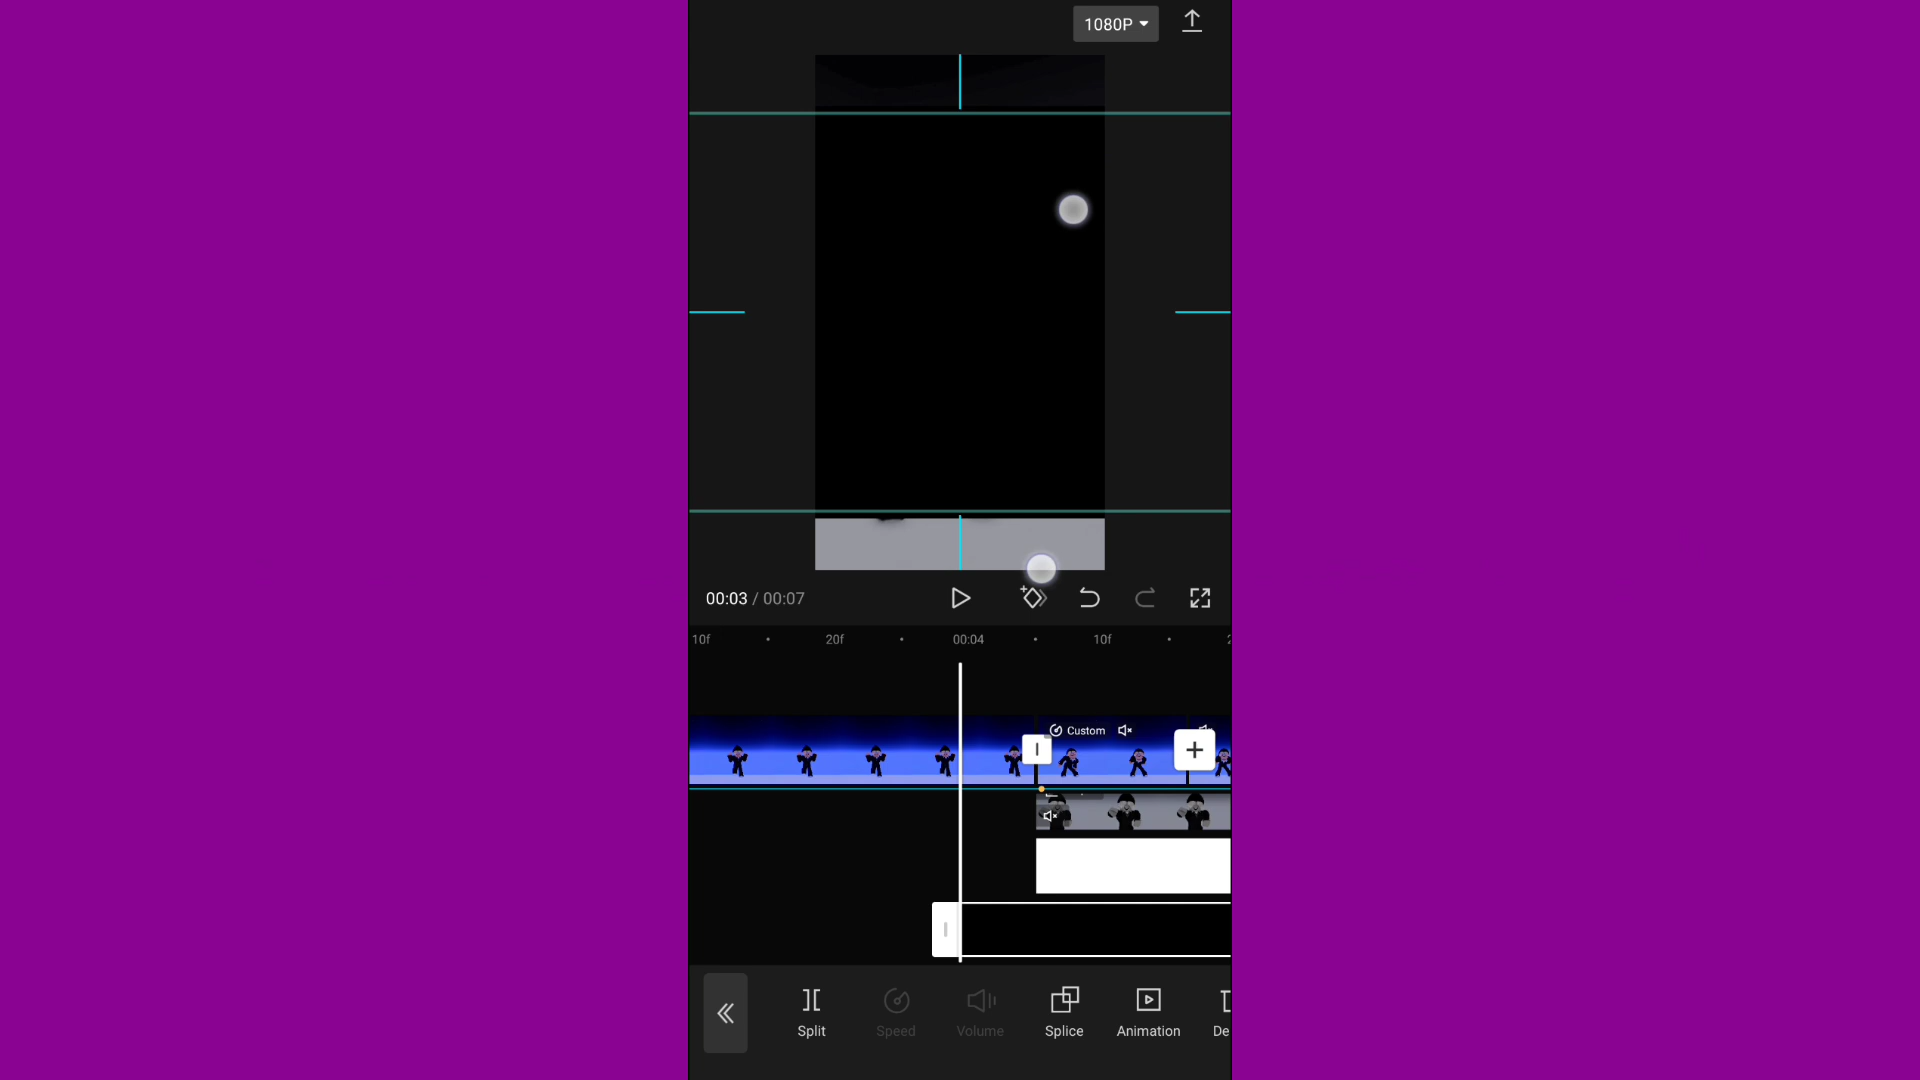 1080P
00:03 / 00:07
10f 20f 00:04 10f
Custom
Split Speed Volume Splice Animation De